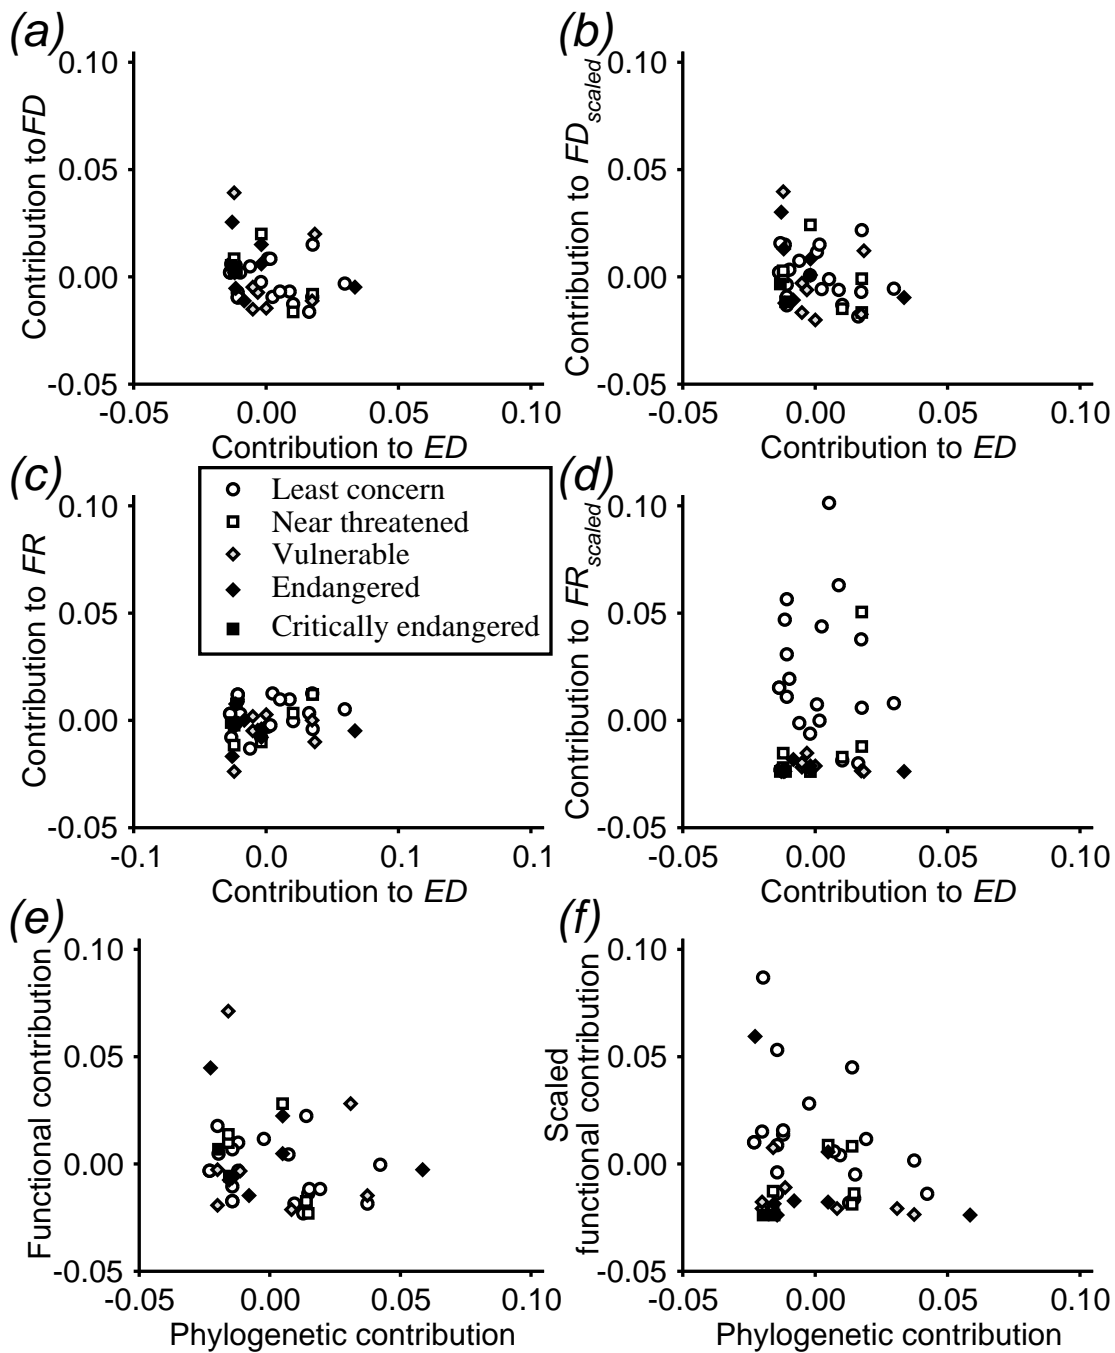 (a)
0.10
0.05
0.00
-0.05
Contribution toFD
-0.05 0.00 0.05 0.10
Contribution to ED
(b)
0.10
0.05
0.00
-0.05
Contribution to FDscaled
-0.05 0.00 0.05 0.10
Contribution to ED
(c)
0.10
0.05
0.00
-0.05
Contribution to FR
-0.1 0.0 0.1 0.1
Contribution to ED
Least concern
Near threatened
Vulnerable
Endangered
Critically endangered
(d)
0.10
0.05
0.00
-0.05
Contribution to FRscaled
-0.05 0.00 0.05 0.10
Contribution to ED
(e)
0.10
0.05
0.00
-0.05
Functional contribution
-0.05 0.00 0.05 0.10
Phylogenetic contribution
(f)
0.10
0.05
0.00
-0.05
Scaled
functional contribution
-0.05 0.00 0.05 0.10
Phylogenetic contribution